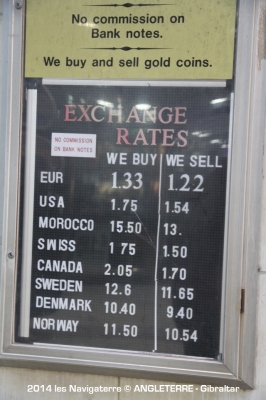 No commission on
Bank notes.
We buy and sell gold coins.
EXCHANGE
RATES
NO COMMISSION
ON BANK NOTES
WE BUY WE SELL
EUR 1.33 1.22
USA 1.75 1.54
MOROCCO 15.50 13.
SWISS 1 75 1.50
CANADA 2.05 1.70
SWEDEN 12.6 11.65
DENMARK 10.40 9.40
NORWAY 11.50 10.54
2014 les Navigaterre © ANGLETERRE - Gibraltar